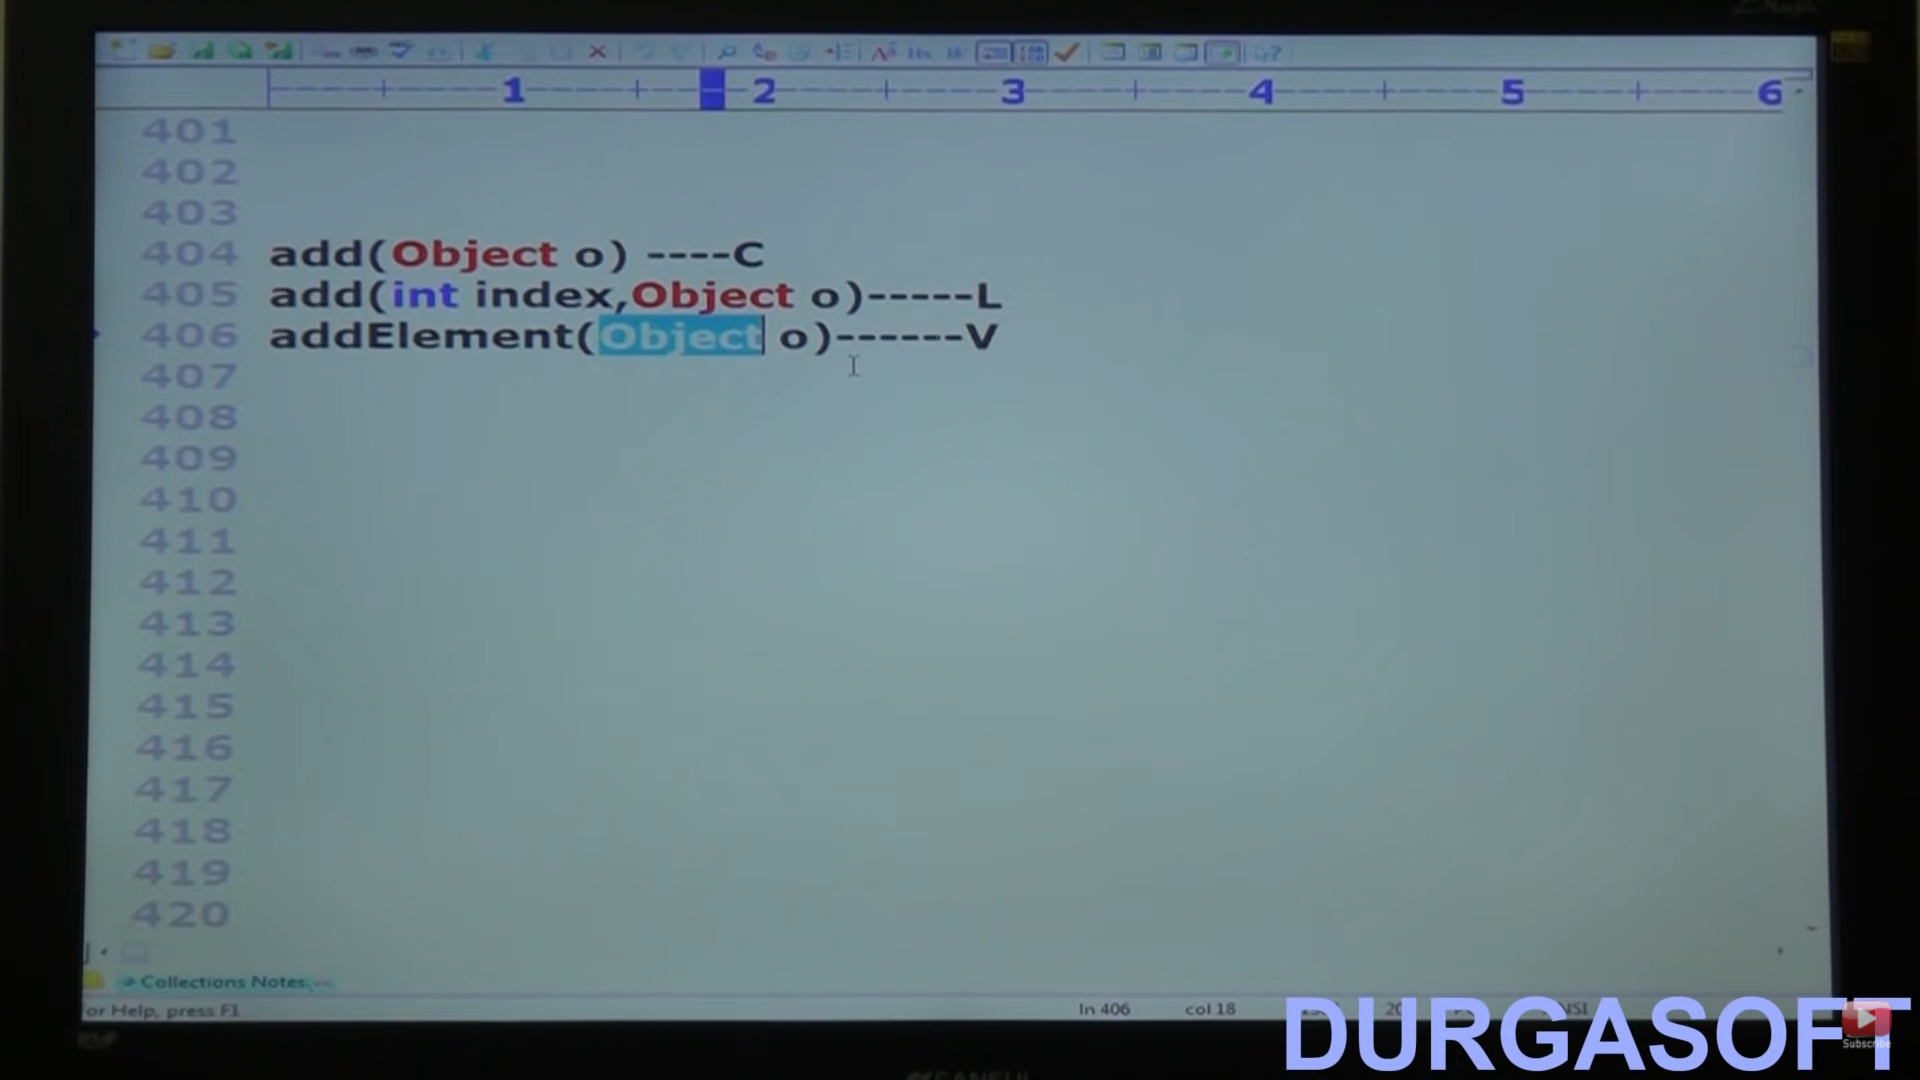 1 2 3 4 5 6
401
402
403
404 add(Object o) ----C
405 add(int index,Object o)-----L
406 addElement(Object o)------V
407
408
409
410
411
412
413
414
415
416
417
418
419
420
Collections Notes
For Help, press F1 ln 406 col 18
DURGASOFT
Subscribe